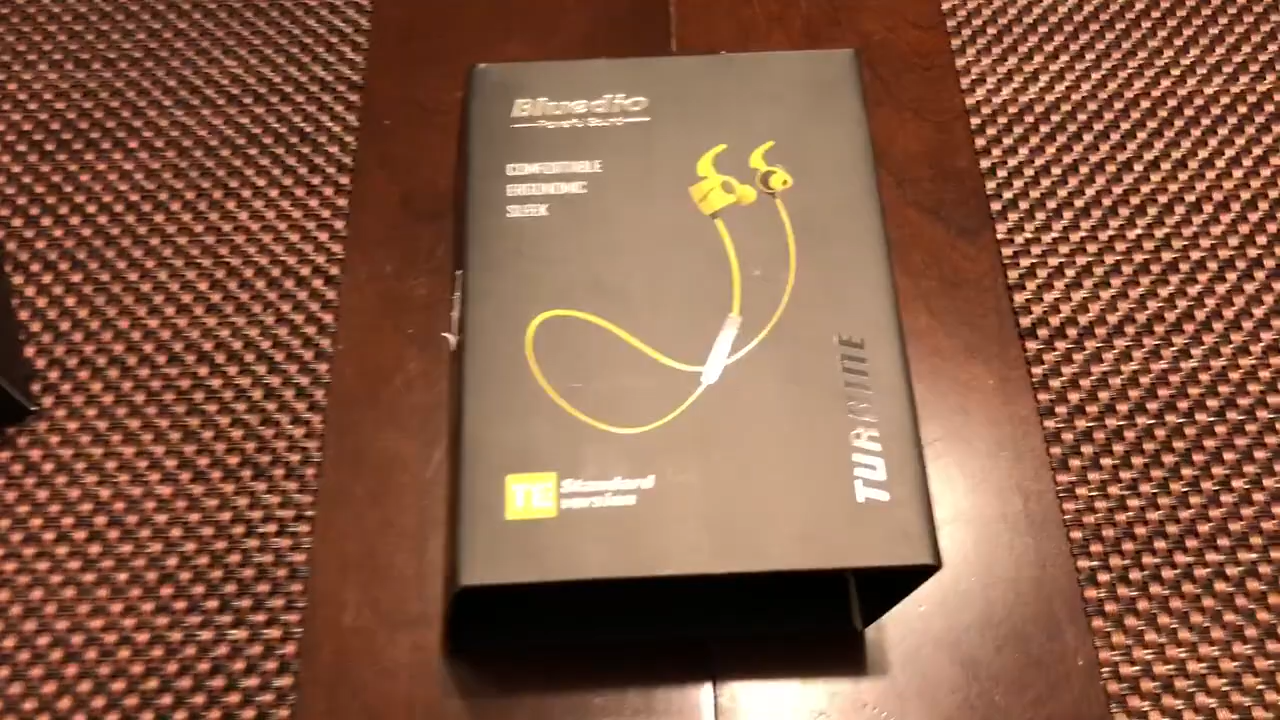 Bluedio
COMFORTABLE
ERGONOMIC
SLEEK
TURBINE
TE
Standard
version